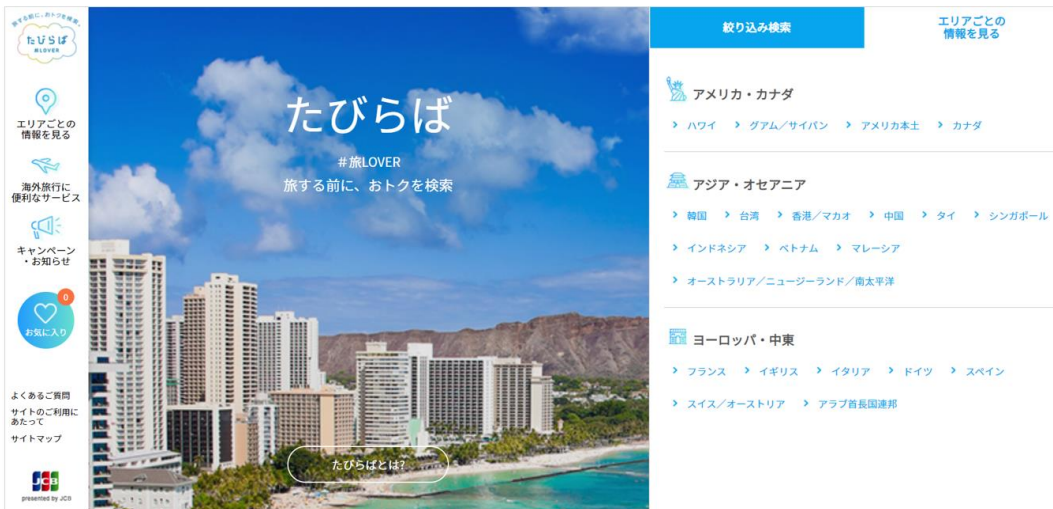 旅する前に、おトクを検索。
たびらば
#旅LOVER
エリアごとの
情報を見る
海外旅行に
便利なサービス
キャンペーン
・お知らせ
0
お気に入り
よくあるご質問
サイトのご利用に
あたって
サイトマップ
JCB
presented by JCB
たびらば
#旅LOVER
旅する前に、おトクを検索
たびらばとは?
絞り込み検索
エリアごとの
情報を見る
アメリカ・カナダ
ハワイ グアム／サイパン アメリカ本土 カナダ
アジア・オセアニア
韓国 台湾 香港／マカオ 中国 タイ シンガポール
インドネシア ベトナム マレーシア
オーストラリア／ニュージーランド／南太平洋
ヨーロッパ・中東
フランス イギリス イタリア ドイツ スペイン
スイス／オーストリア アラブ首長国連邦